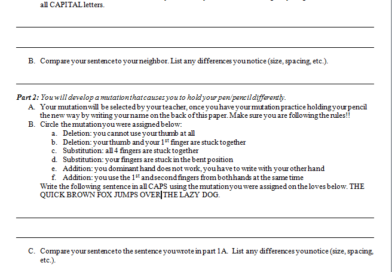 all CAPITAL letters.
B. Compare your sentence to your neighbor. List any differences you notice (size, spacing, etc.).
Part 2: You will develop a mutation that causes you to hold your pen/pencil differently.
A. Your mutation will be selected by your teacher, once you have your mutation practice holding your pencil
the new way by writing your name on the back of this paper. Make sure you are following the rules!!
B. Circle the mutation you were assigned below:
a. Deletion: you cannot use your thumb at all
b. Deletion: your thumb and your 1st finger are stuck together
c. Substitution: all 4 fingers are stuck together
d. Substitution: your fingers are stuck in the bent position
e. Addition: you dominant hand does not work, you have to write with your other hand
f. Addition: you use the 1st and second fingers from both hands at the same time
Write the following sentence in all CAPS using the mutation you were assigned on the loves below. THE
QUICK BROWN FOX JUMPS OVER THE LAZY DOG.
C. Compare your sentence to the sentence you wrote in part 1A. List any differences you notice (size, spacing,
etc.).